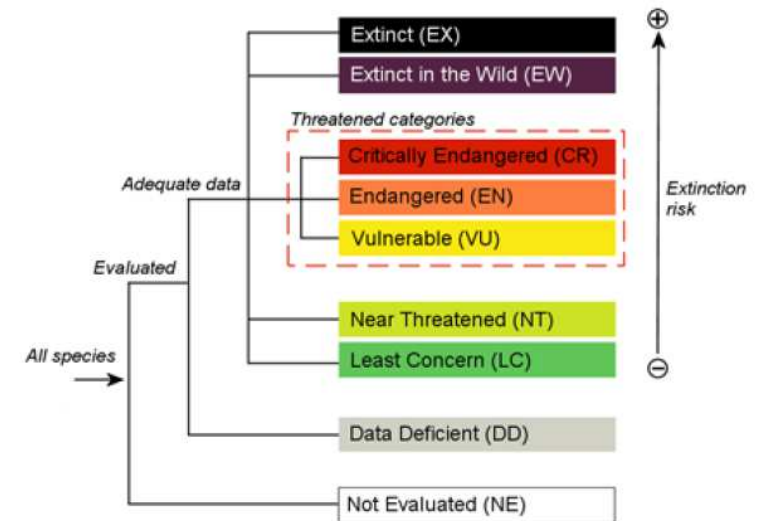 Extinct (EX)
Extinct in the Wild (EW)
Threatened categories
Critically Endangered (CR)
Adequate data
Endangered (EN)
Extinction
risk
Vulnerable (VU)
Evaluated
Near Threatened (NT)
All species
Least Concern (LC)
Data Deficient (DD)
Not Evaluated (NE)